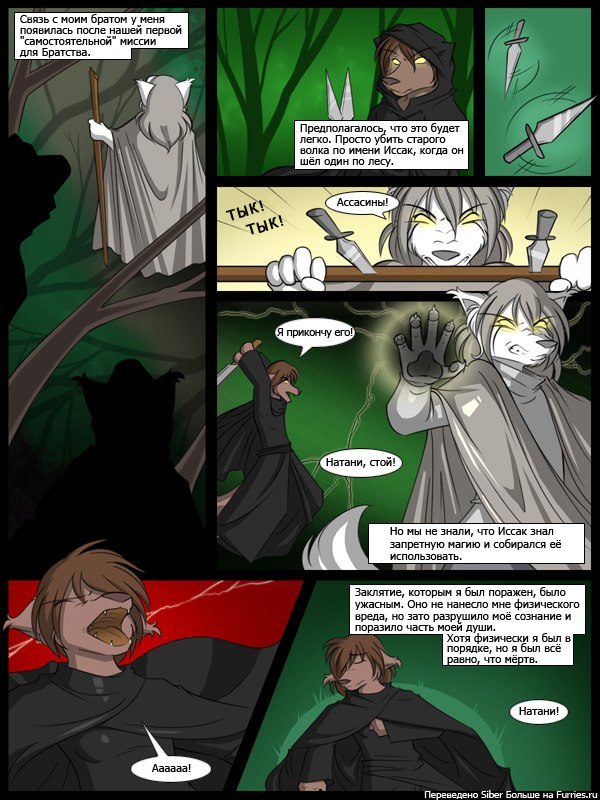 Связь с моим братом у меня
появилась после нашей первой
"самостоятельной" миссии
для Братства.
Предполагалось, что это будет
легко. Просто убить старого
волка по имени Иссак, когда он
шёл один по лесу.
ТЫК!
ТЫК!
Ассасины!
Я прикончу его!
Натани, стой!
Но мы не знали, что Иссак знал
запретную магию и собирался её
использовать.
Аааааа!
Заклятие, которым я был поражен, было
ужасным. Оно не нанесло мне физического
вреда, но зато разрушило моё сознание и
поразило часть моей души.
Хотя физически я был в
порядке, но я был всё
равно, что мёртв.
Натани!
Переведено Siber Больше на Furries.ru